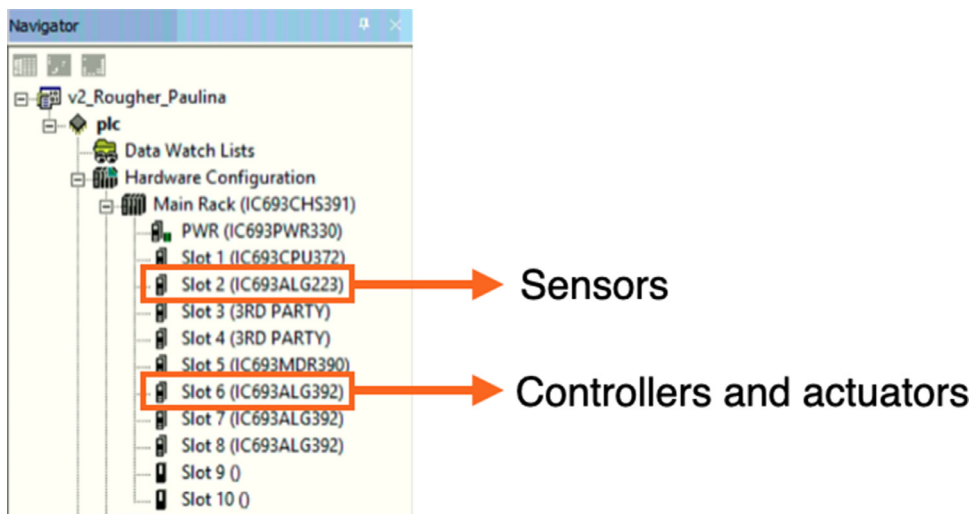 Navigator
v2_Rougher_Paulina
plc
Data Watch Lists
Hardware Configuration
Main Rack (IC693CHS391)
PWR (IC693PWR330)
Slot 1 (IC693CPU372)
Slot 2 (IC693ALG223)
Sensors
Slot 3 (3RD PARTY)
Slot 4 (3RD PARTY)
Slot 5 (IC693MDR390)
Slot 6 (IC693ALG392)
Controllers and actuators
Slot 7 (IC693ALG392)
Slot 8 (IC693ALG392)
Slot 9 ()
Slot 10 ()